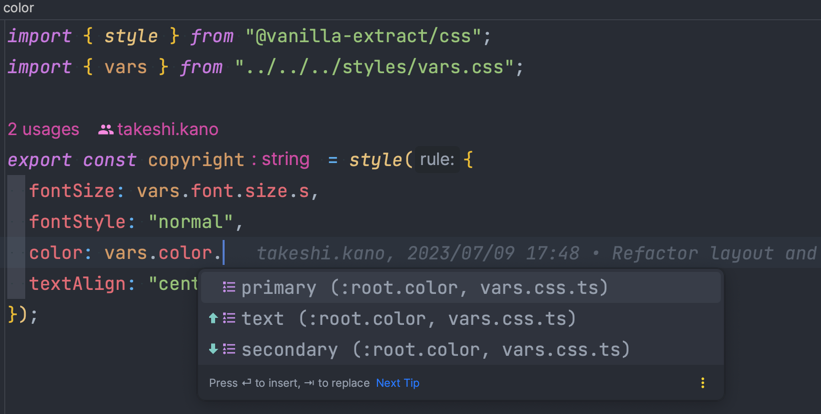 color
import { style } from "@vanilla-extract/css";
import { vars } from "../../../styles/vars.css";
2 usages takeshi.kano
export const copyright : string = style( rule: {
fontSize: vars.font.size.s,
fontStyle: "normal",
color: vars.color. takeshi.kano, 2023/07/09 17:48 • Refactor layout and
textAlign: "cent
primary (:root.color, vars.css.ts)
text (:root.color, vars.css.ts)
secondary (:root.color, vars.css.ts)
});
Press ↵ to insert, ⇥ to replace Next Tip